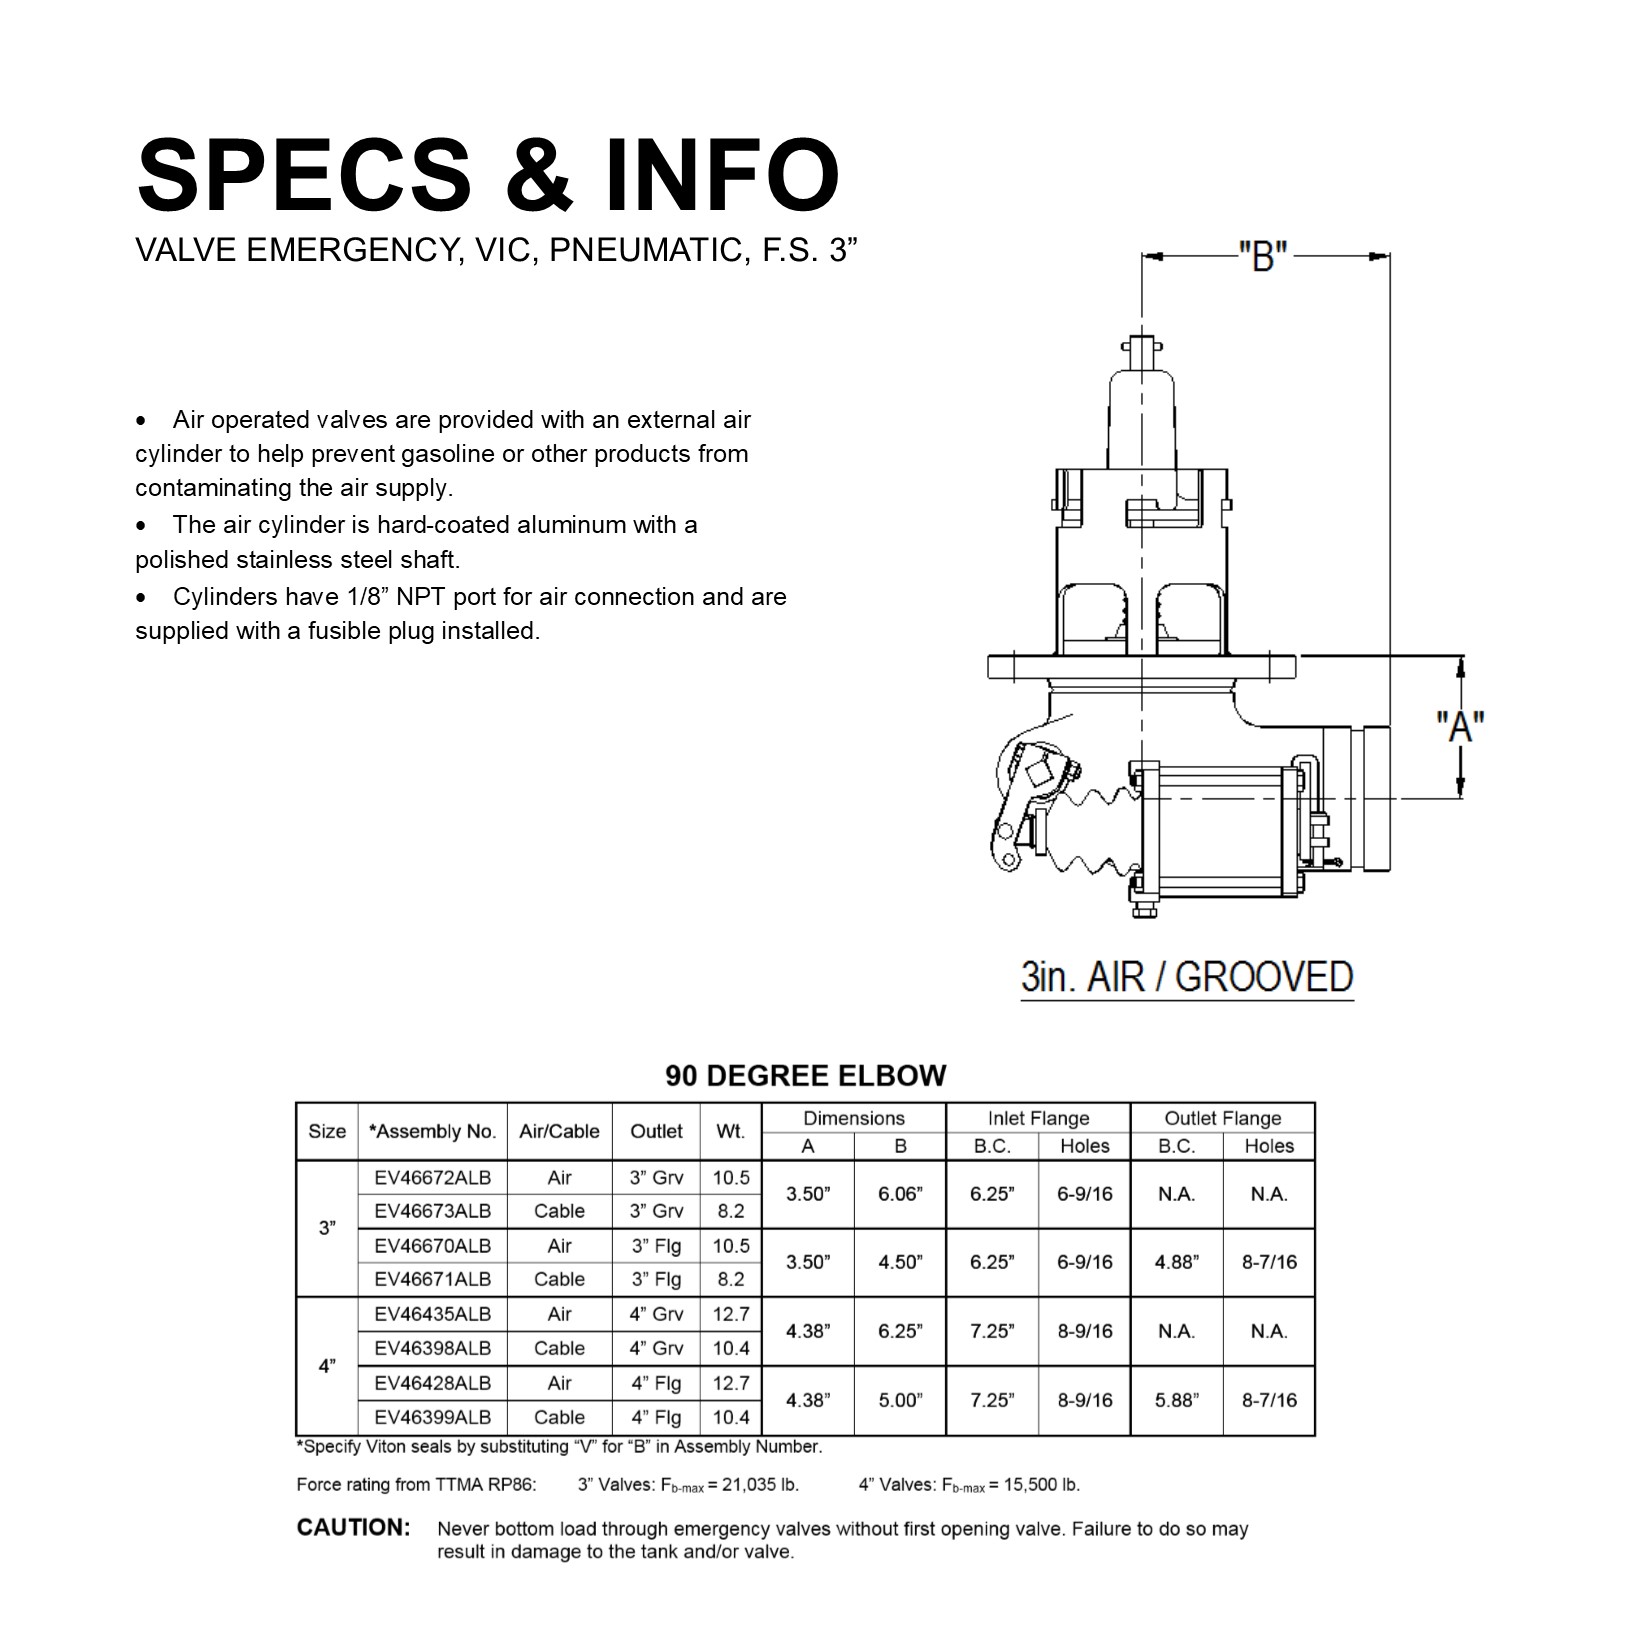 SPECS & INFO
VALVE EMERGENCY, VIC, PNEUMATIC, F.S. 3”
• Air operated valves are provided with an external air
cylinder to help prevent gasoline or other products from
contaminating the air supply.
• The air cylinder is hard-coated aluminum with a
polished stainless steel shaft.
• Cylinders have 1/8” NPT port for air connection and are
supplied with a fusible plug installed.
"B"
"A"
3in. AIR / GROOVED
90 DEGREE ELBOW
Size *Assembly No. Air/Cable Outlet Wt. Dimensions Inlet Flange Outlet Flange
A B B.C. Holes B.C. Holes
3” EV46672ALB Air 3” Grv 10.5 3.50” 6.06” 6.25” 6-9/16 N.A. N.A.
EV46673ALB Cable 3” Grv 8.2
EV46670ALB Air 3” Flg 10.5 3.50” 4.50” 6.25” 6-9/16 4.88” 8-7/16
EV46671ALB Cable 3” Flg 8.2
4” EV46435ALB Air 4” Grv 12.7 4.38” 6.25” 7.25” 8-9/16 N.A. N.A.
EV46398ALB Cable 4” Grv 10.4
EV46428ALB Air 4” Flg 12.7 4.38” 5.00” 7.25” 8-9/16 5.88” 8-7/16
EV46399ALB Cable 4” Flg 10.4
*Specify Viton seals by substituting “V” for “B” in Assembly Number.
Force rating from TTMA RP86: 3” Valves: Fb-max = 21,035 lb. 4” Valves: Fb-max = 15,500 lb.
CAUTION: Never bottom load through emergency valves without first opening valve. Failure to do so may
result in damage to the tank and/or valve.